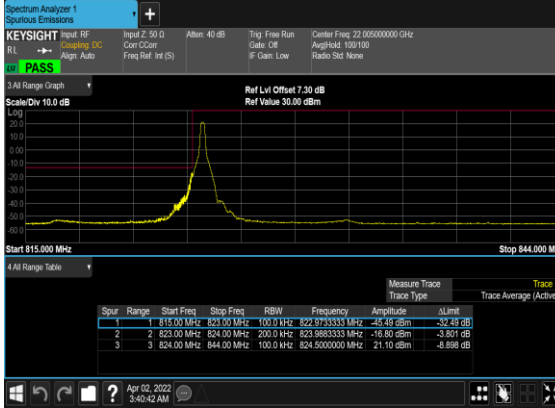 Spectrum Analyzer 1
Spurious Emissions
+
KEYSIGHT Input: RF Input Z: 50 Ω Atten: 40 dB Trig: Free Run Center Freq: 22.005000000 GHz
RL Coupling: DC Corr CCorr Gate: Off Avg|Hold: 100/100
Align: Auto Freq Ref: Int (S) IF Gain: Low Radio Std: None
LXI PASS
3 All Range Graph Ref Lvl Offset 7.30 dB
Scale/Div 10.0 dB Ref Value 30.00 dBm
Log
20.0
10.0
0.00
-10.0
-20.0
-30.0
-40.0
-50.0
-60.0
Start 815.000 MHz Stop 844.000 M
4 All Range Table
Measure Trace Trace
Trace Type Trace Average (Active
Spur Range Start Freq Stop Freq RBW Frequency Amplitude ΔLimit
1 1 815.00 MHz 823.00 MHz 100.0 kHz 822.9733333 MHz -45.49 dBm -32.49 dB
2 2 823.00 MHz 824.00 MHz 200.0 kHz 823.9883333 MHz -16.80 dBm -3.801 dB
3 3 824.00 MHz 844.00 MHz 100.0 kHz 824.5000000 MHz 21.10 dBm -8.898 dB
? Apr 02, 2022
3:40:42 AM